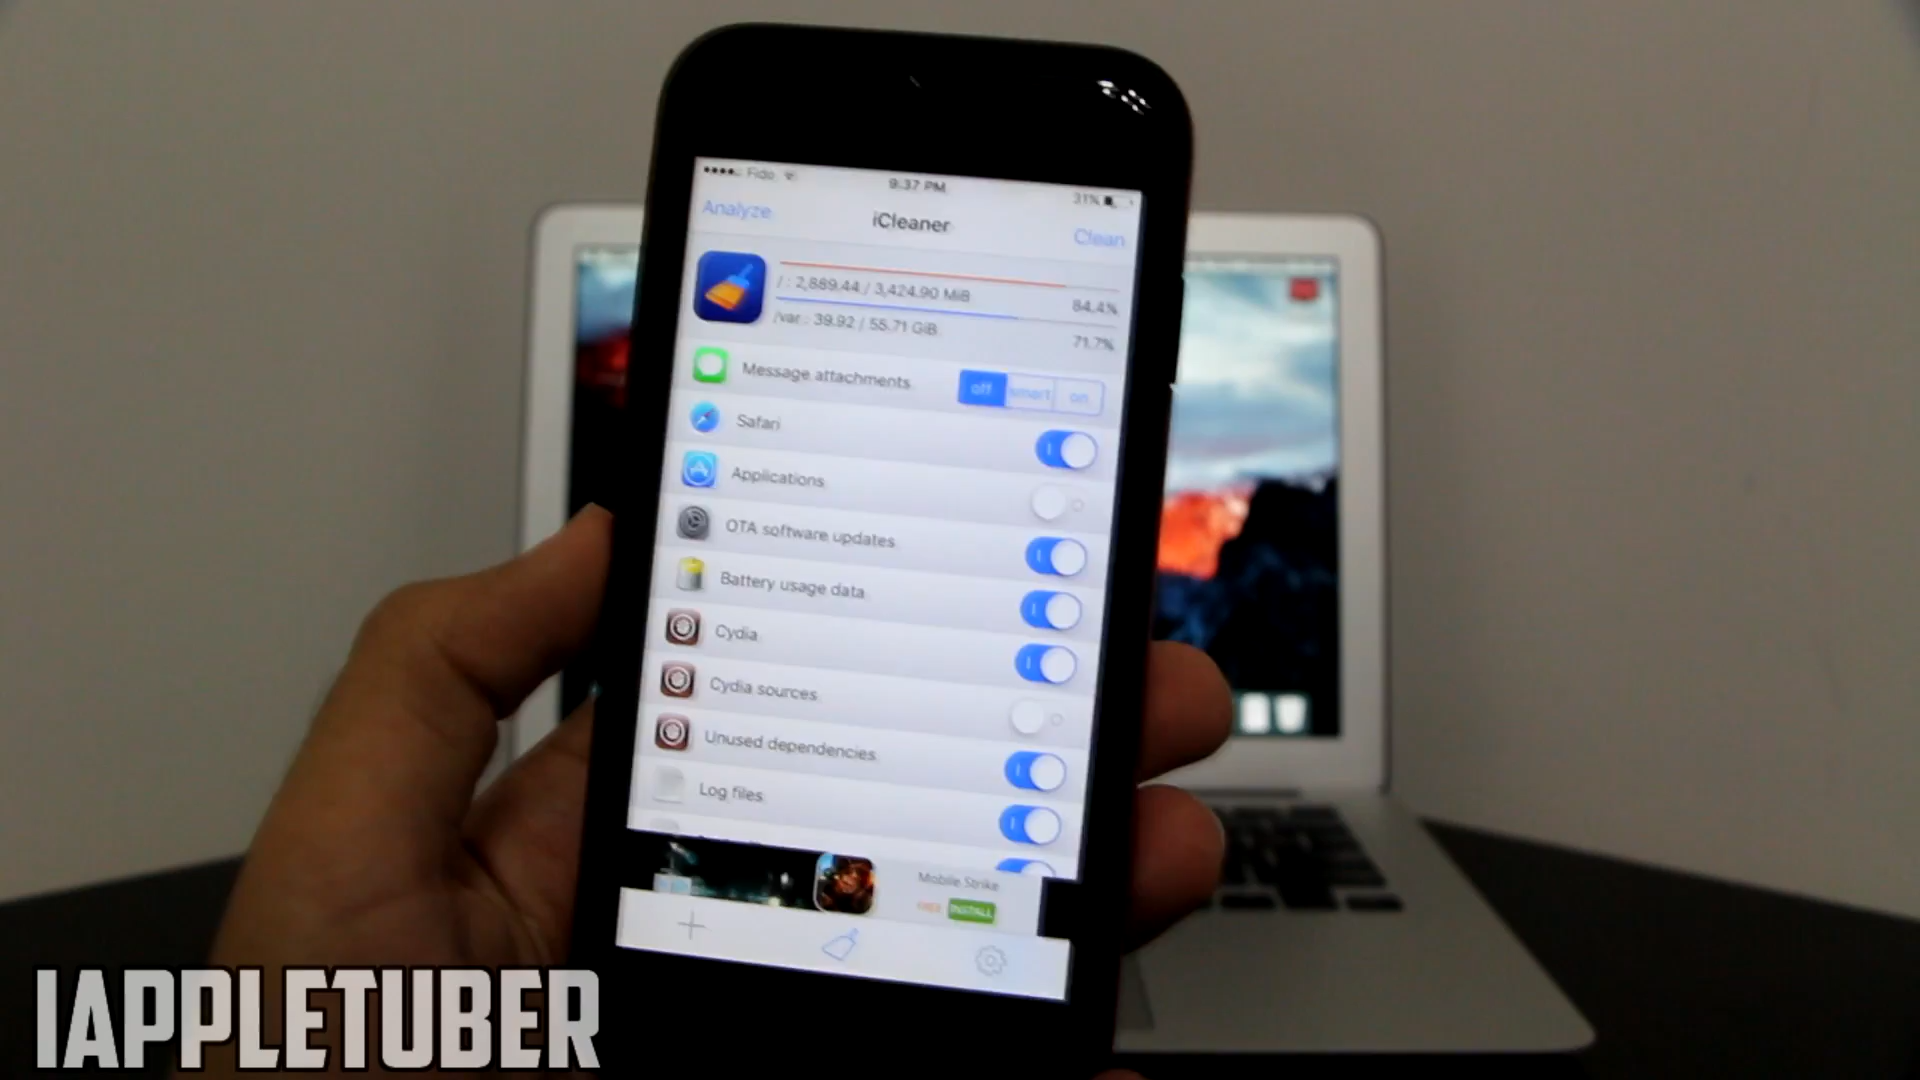 Fido
9:37 PM
31%
Analyze
iCleaner
Clean
/ : 2,889.44 / 3,424.90 MiB
84.4%
/var : 39.92 / 55.71 GiB
71.7%
Message attachments
off smart on
Safari
Applications
OTA software updates
Battery usage data
Cydia
Cydia sources
Unused dependencies
Log files
Mobile Strike
FREE INSTALL
IAPPLETUBER